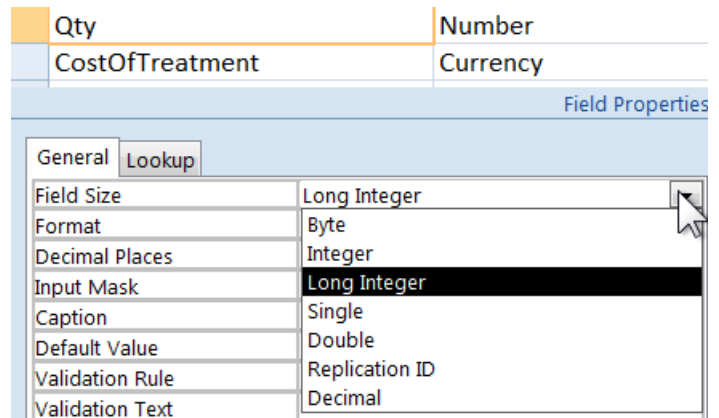 Qty Number
CostOfTreatment Currency
Field Properties
General Lookup
Field Size Long Integer
Format Byte
Decimal Places Integer
Input Mask Long Integer
Caption Single
Default Value Double
Validation Rule Replication ID
Validation Text Decimal